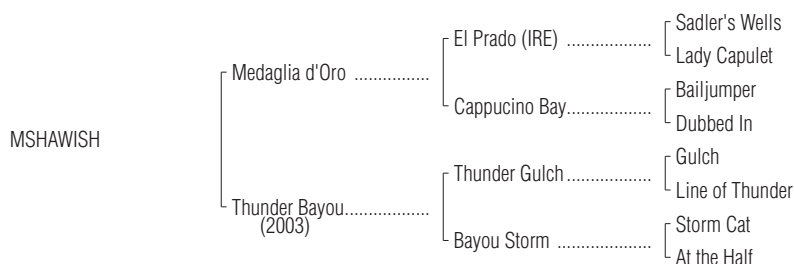 Sadler's Wells
El Prado (IRE) ...................
Lady Capulet
Medaglia d'Oro ................
Bailjumper
Cappucino Bay...................
Dubbed In
MSHAWISH
Gulch
Thunder Gulch...................
Line of Thunder
Thunder Bayou..................
(2003)
Storm Cat
Bayou Storm ...................
At the Half